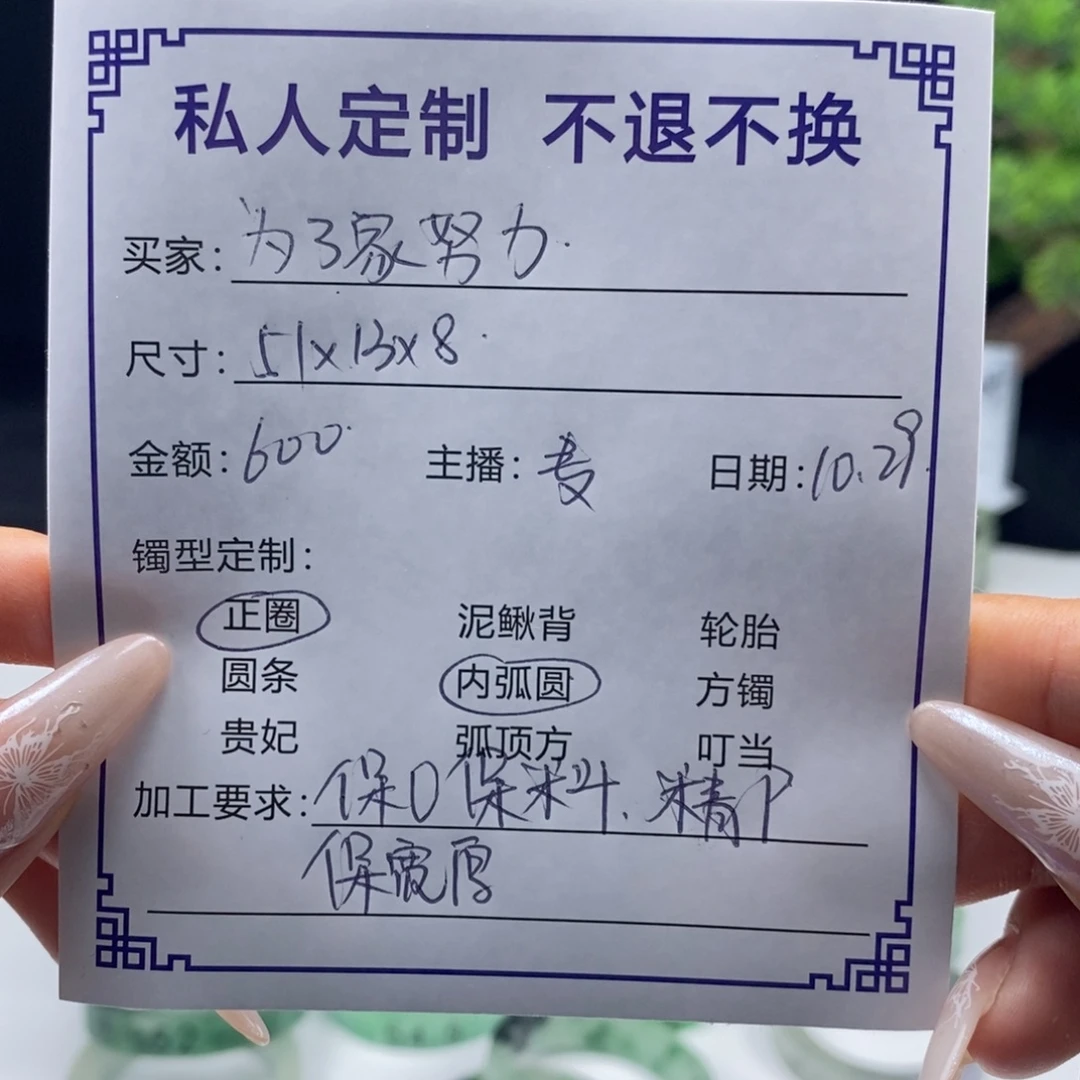 私人定制 不退不换
买家：为了家努力.
尺寸：51x13x8.
金额：600. 主播： 日期：10.29.
镯型定制：
正圈 泥鳅背 轮胎
圆条 内弧圆 方镯
贵妃 弧顶方 叮当
加工要求：保口保料.精
保宽厚